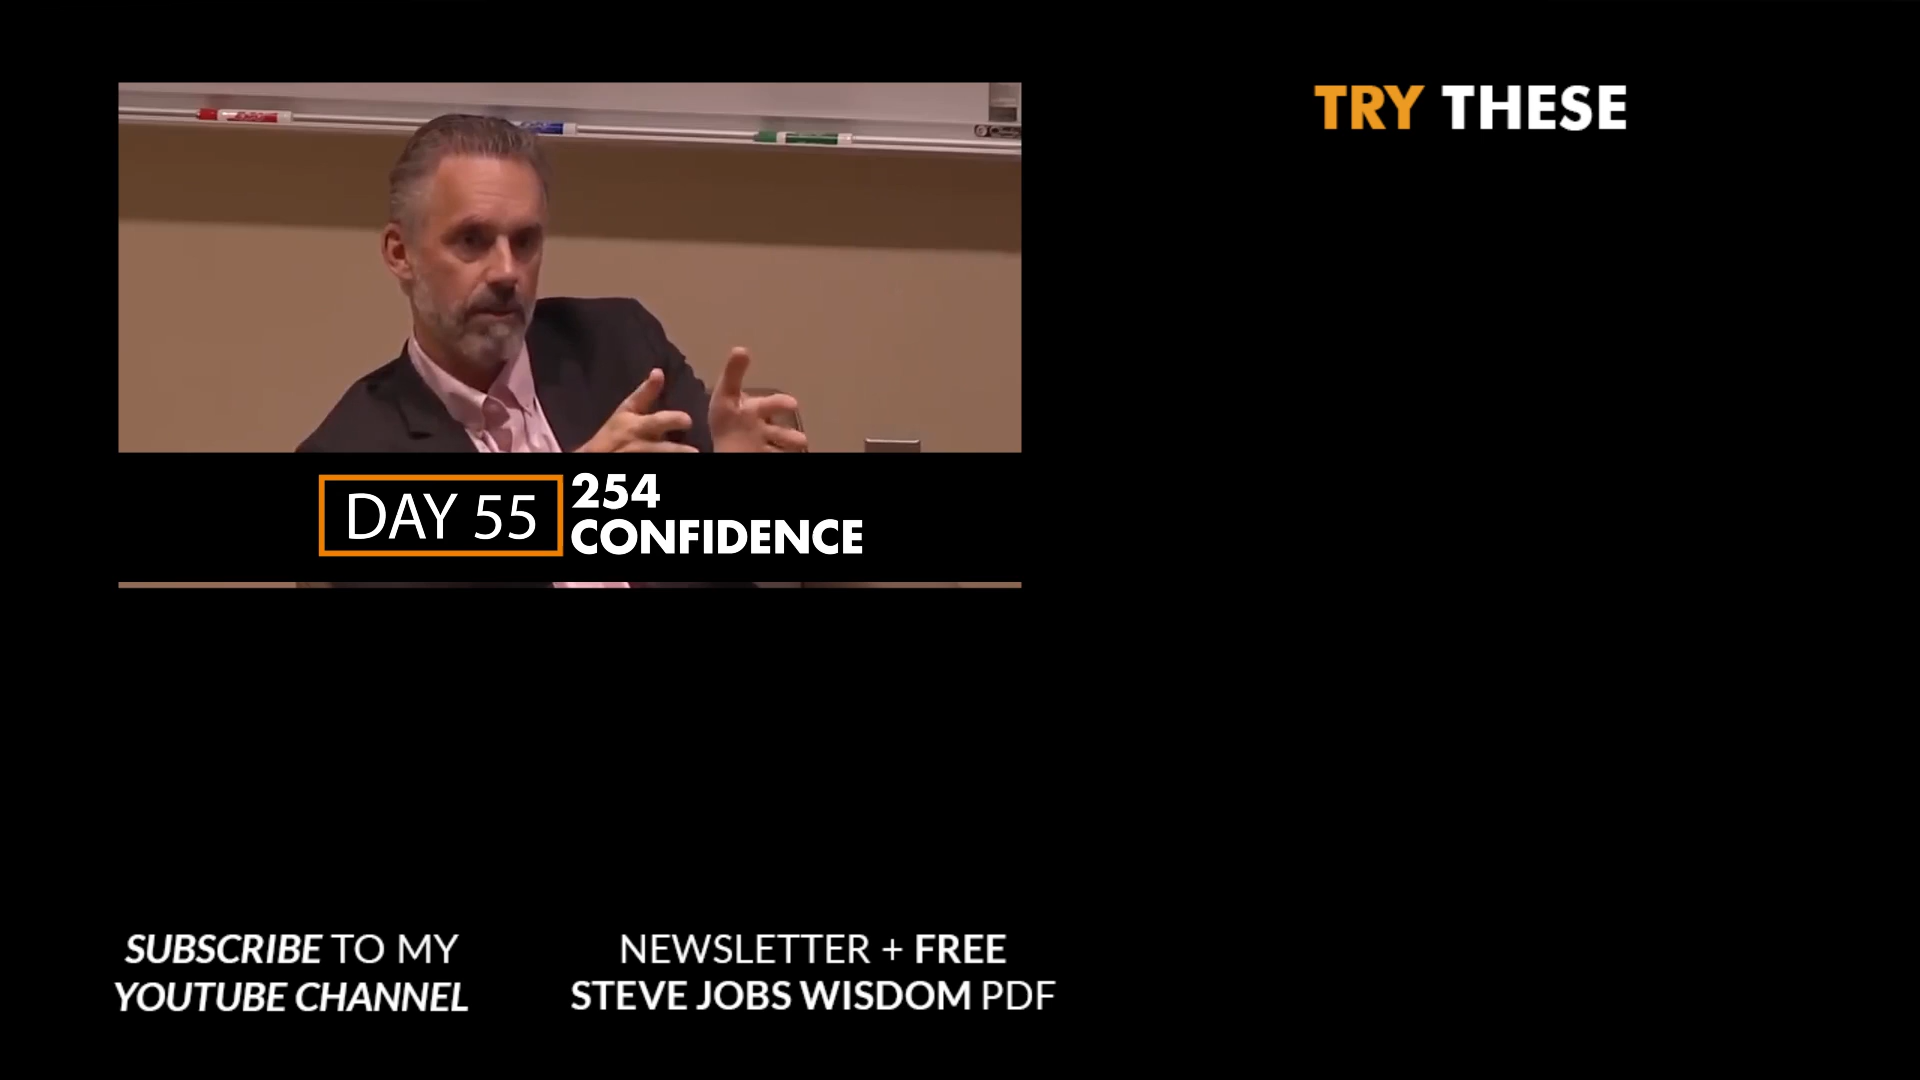 TRY THESE
DAY 55
254
CONFIDENCE
SUBSCRIBE TO MY
YOUTUBE CHANNEL
NEWSLETTER + FREE
STEVE JOBS WISDOM PDF